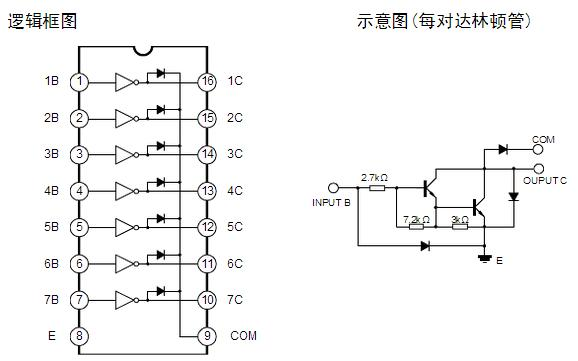 逻辑框图
示意图(每对达林顿管)
1B 1 16 1C
2B 2 15 2C
3B 3 14 3C
4B 4 13 4C
5B 5 12 5C
6B 6 11 6C
7B 7 10 7C
E 8 9 COM
COM
OUPUT C
2.7kΩ
INPUT B
7.2kΩ 3kΩ
E